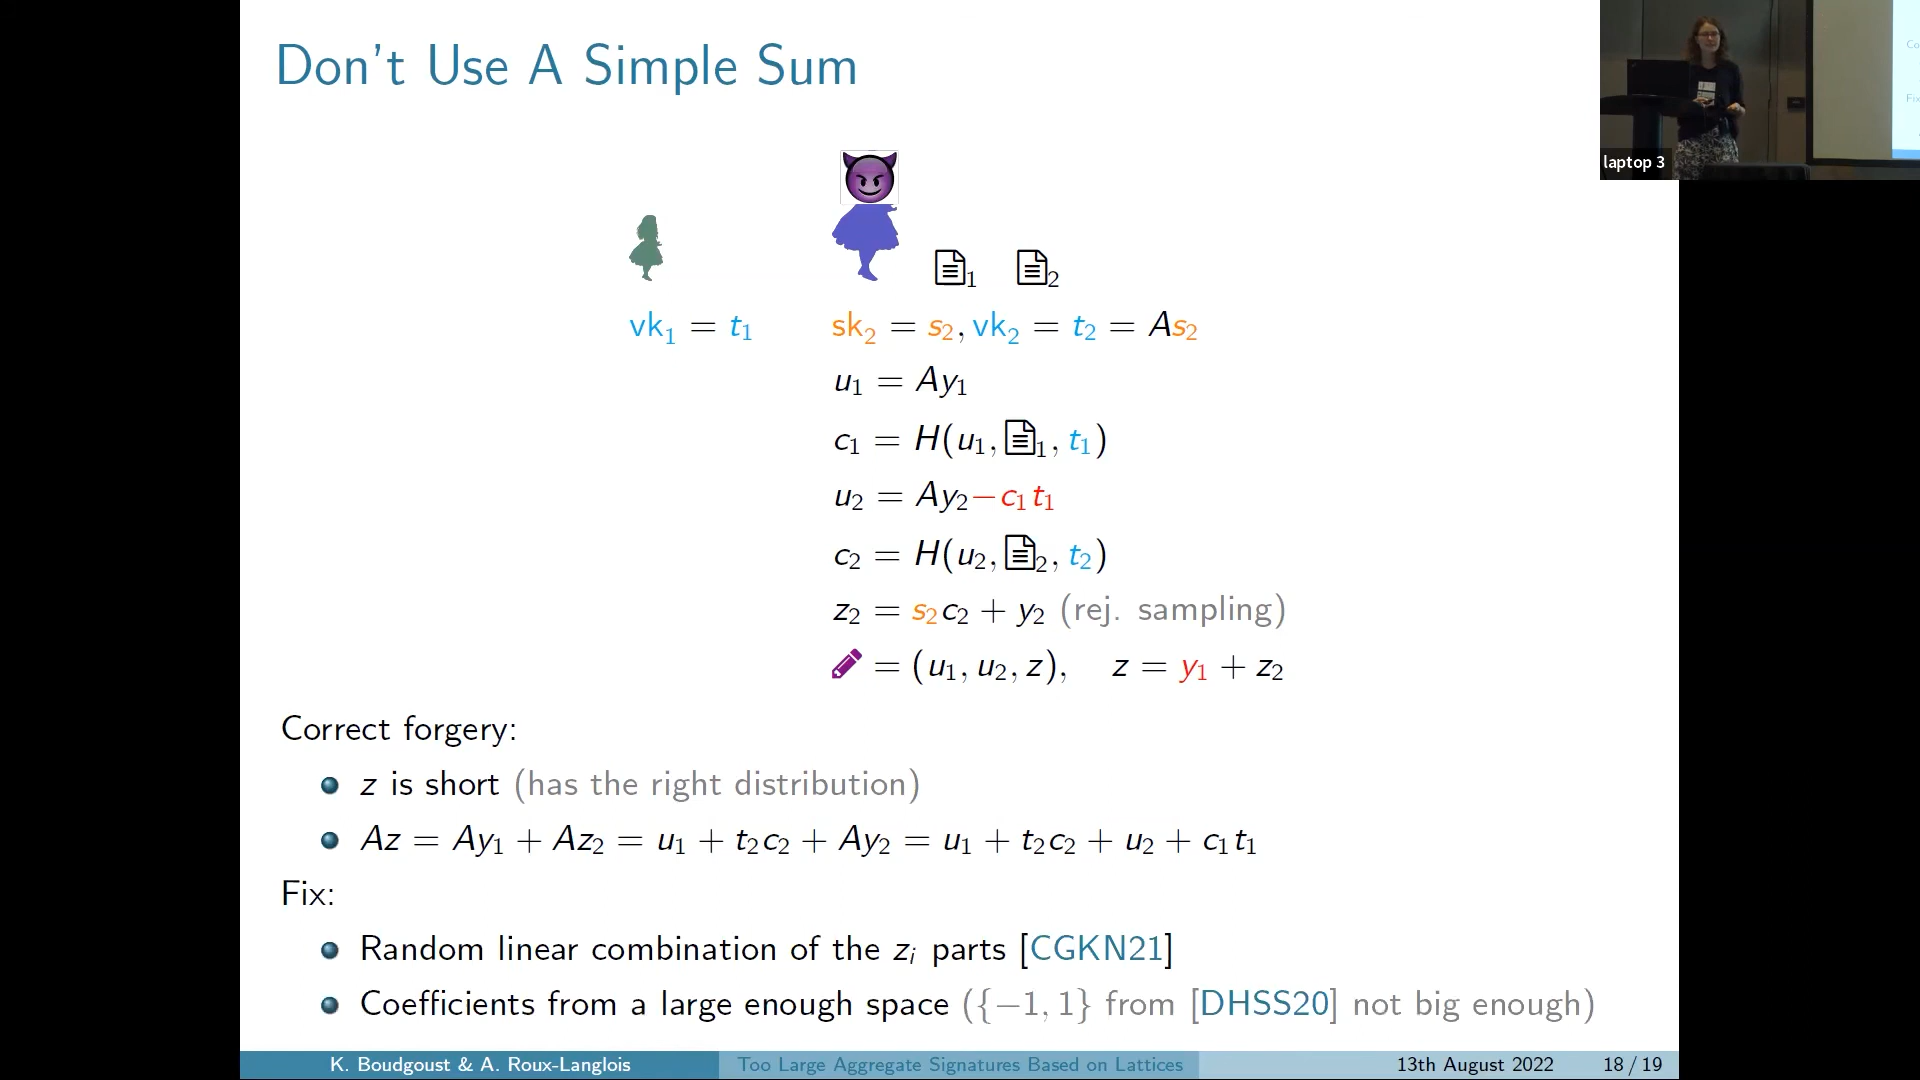 Don't Use A Simple Sum
laptop 3
1 2
vk₁ = t₁ sk₂ = s₂, vk₂ = t₂ = As₂
u₁ = Ay₁
c₁ = H(u₁, ₁, t₁)
u₂ = Ay₂−c₁t₁
c₂ = H(u₂, ₂, t₂)
z₂ = s₂c₂ + y₂ (rej. sampling)
= (u₁, u₂, z), z = y₁ + z₂
Correct forgery:
z is short (has the right distribution)
Az = Ay₁ + Az₂ = u₁ + t₂c₂ + Ay₂ = u₁ + t₂c₂ + u₂ + c₁t₁
Fix:
Random linear combination of the zᵢ parts [CGKN21]
Coefficients from a large enough space ({−1, 1} from [DHSS20] not big enough)
K. Boudgoust & A. Roux-Langlois Too Large Aggregate Signatures Based on Lattices 13th August 2022 18 / 19